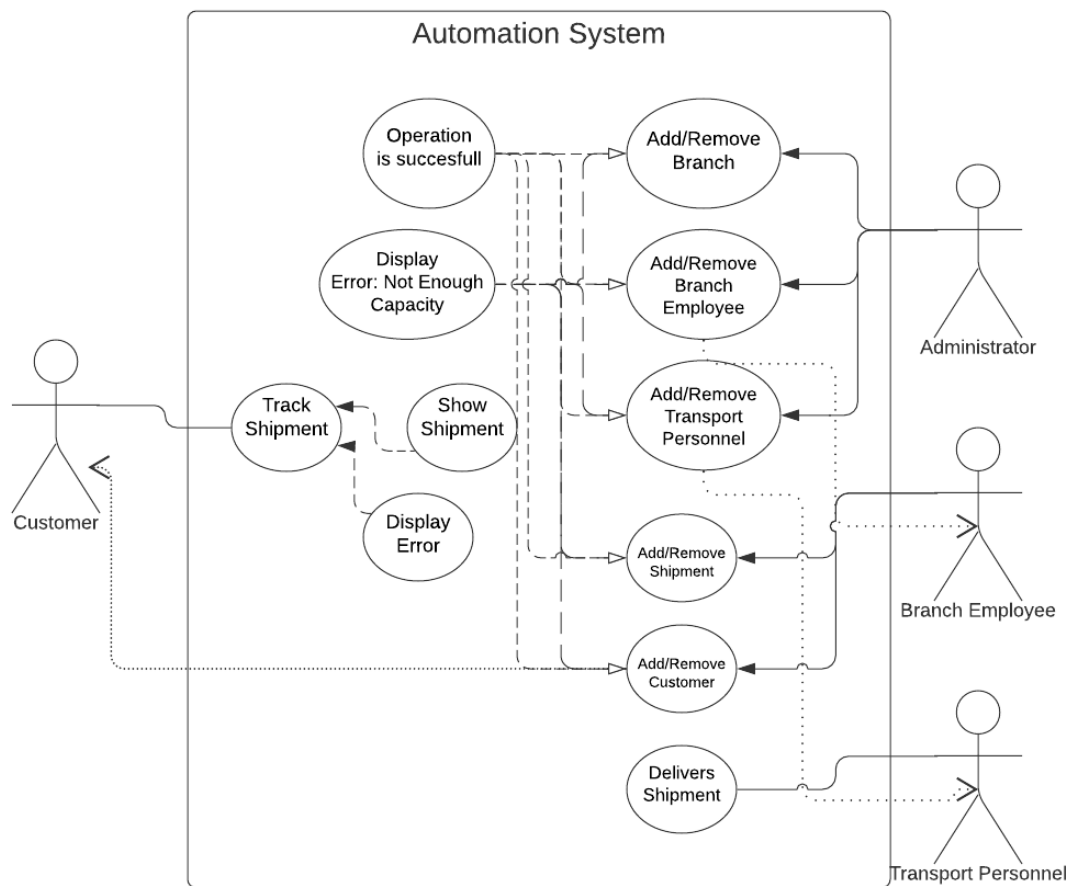 Automation System
Operation
is succesfull
Add/Remove
Branch
Display
Error: Not Enough
Capacity
Add/Remove
Branch
Employee
Administrator
Track
Shipment
Show
Shipment
Add/Remove
Transport
Personnel
Customer
Display
Error
Add/Remove
Shipment
Branch Employee
Add/Remove
Customer
Delivers
Shipment
Transport Personnel